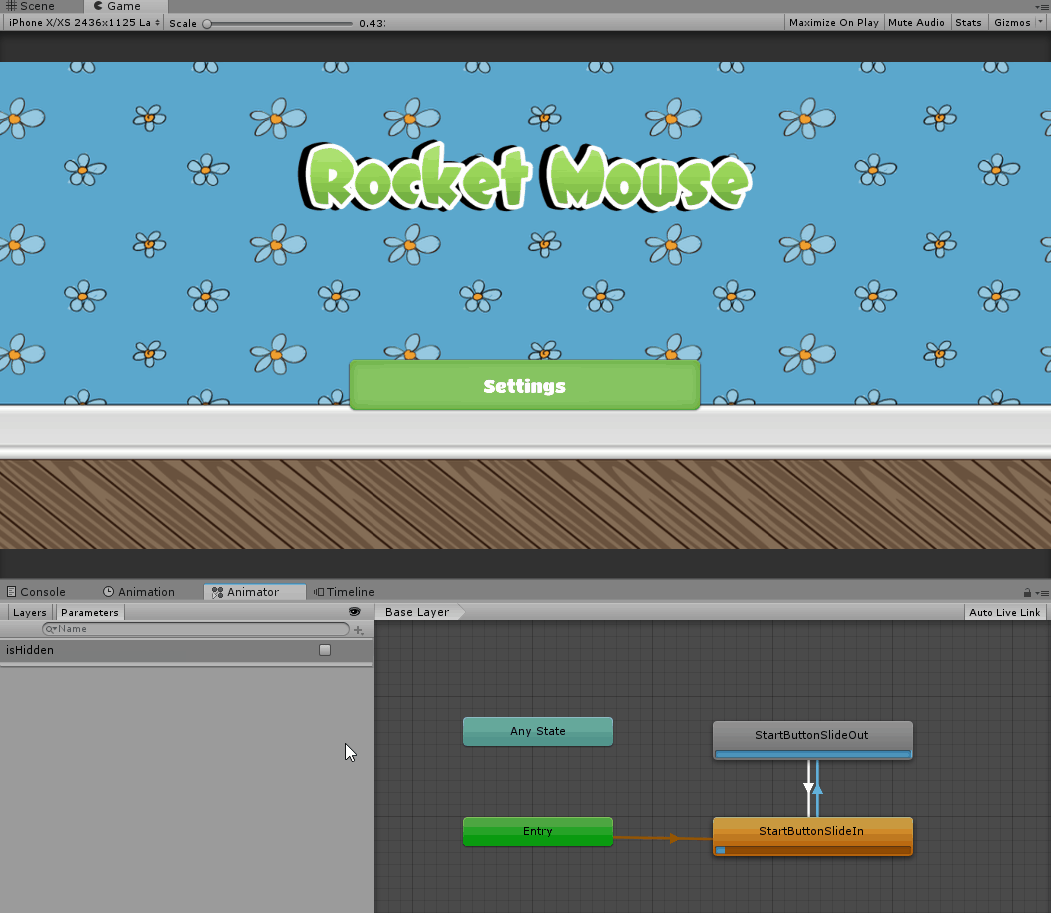 Scene Game
iPhone X/XS 2436x1125 La Scale 0.43: Maximize On Play Mute Audio Stats Gizmos
Rocket Mouse
Settings
Console Animation Animator Timeline
Layers Parameters Base Layer Auto Live Link
Name
isHidden
Any State StartButtonSlideOut
Entry StartButtonSlideIn